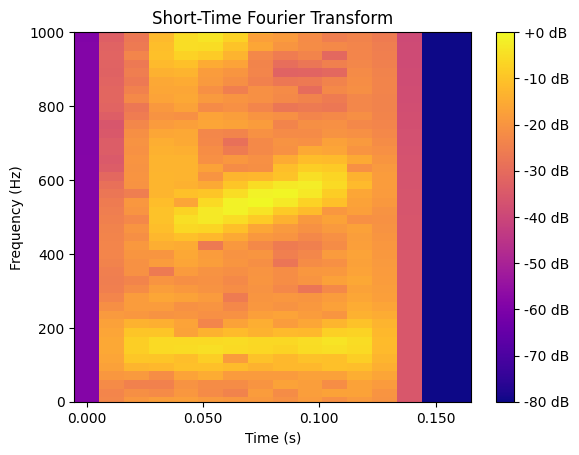 Short-Time Fourier Transform
1000
800
600
400
200
0
Frequency (Hz)
0.000
0.050
0.100
0.150
Time (s)
+0 dB
-10 dB
-20 dB
-30 dB
-40 dB
-50 dB
-60 dB
-70 dB
-80 dB